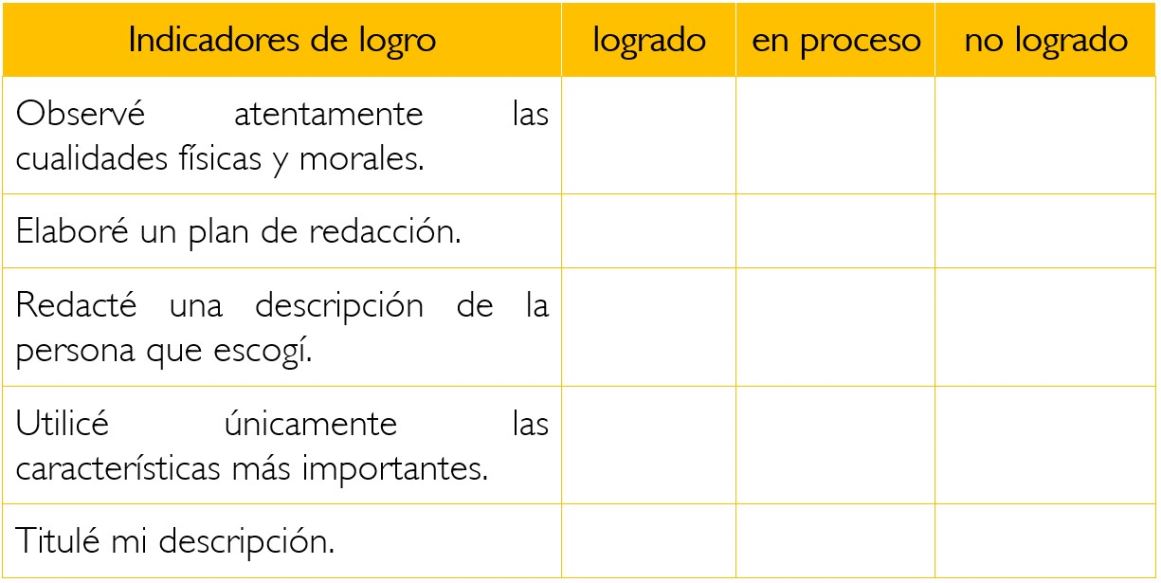 Indicadores de logro logrado en proceso no logrado
Observé atentamente las
cualidades físicas y morales.
Elaboré un plan de redacción.
Redacté una descripción de la
persona que escogí.
Utilicé únicamente las
características más importantes.
Titulé mi descripción.